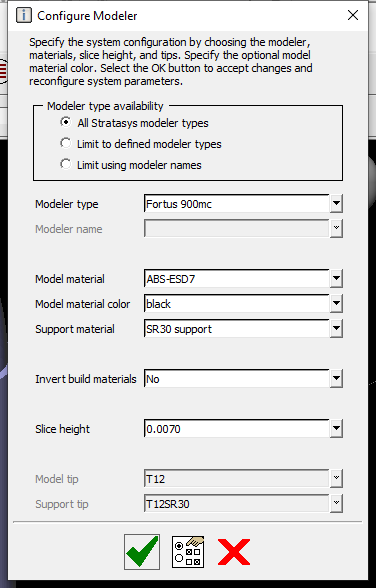 Configure Modeler
Specify the system configuration by choosing the modeler,
materials, slice height, and tips. Specify the optional model
material color. Select the OK button to accept changes and
reconfigure system parameters.
Modeler type availability
All Stratasys modeler types
Limit to defined modeler types
Limit using modeler names
Modeler type Fortus 900mc
Modeler name
Model material ABS-ESD7
Model material color black
Support material SR30 support
Invert build materials No
Slice height 0.0070
Model tip T12
Support tip T12SR30